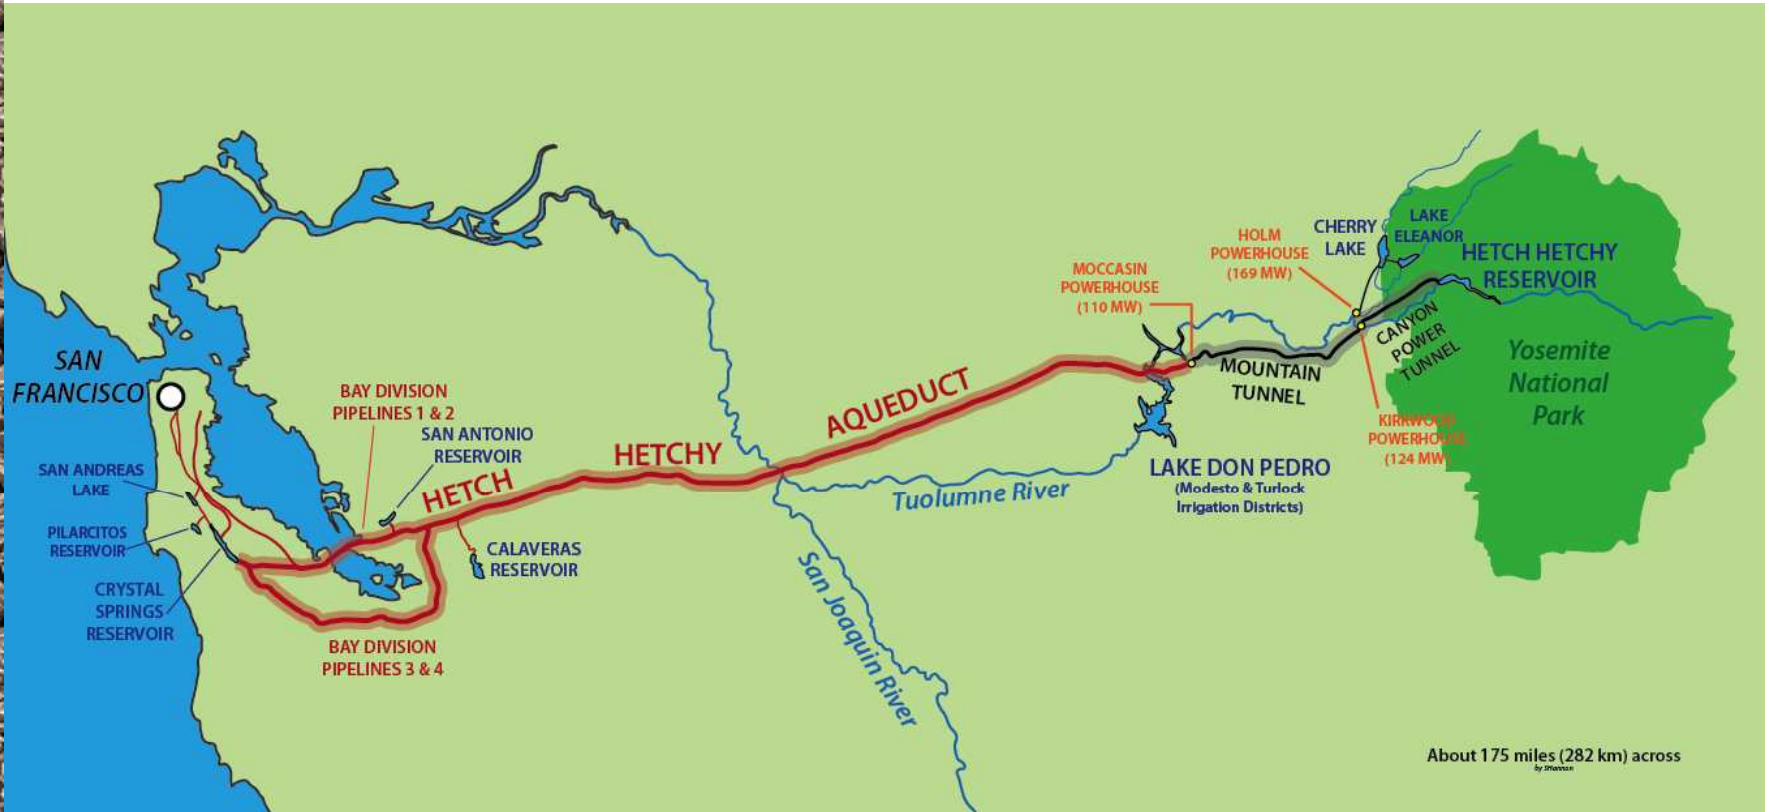 SAN
FRANCISCO
SAN ANDREAS
LAKE
PILARCITOS
RESERVOIR
CRYSTAL
SPRINGS
RESERVOIR
BAY DIVISION
PIPELINES 1 & 2
SAN ANTONIO
RESERVOIR
CALAVERAS
RESERVOIR
BAY DIVISION
PIPELINES 3 & 4
HETCH
HETCHY
AQUEDUCT
San Joaquin River
Tuolumne River
LAKE DON PEDRO
(Modesto & Turlock
Irrigation Districts)
MOCCASIN
POWERHOUSE
(110 MW)
MOUNTAIN
TUNNEL
HOLM
POWERHOUSE
(169 MW)
CHERRY
LAKE
LAKE
ELEANOR
HETCH HETCHY
RESERVOIR
CANYON
POWER
TUNNEL
KIRKWOOD
POWERHOUSE
(124 MW)
Yosemite
National
Park
About 175 miles (282 km) across
by Shannon